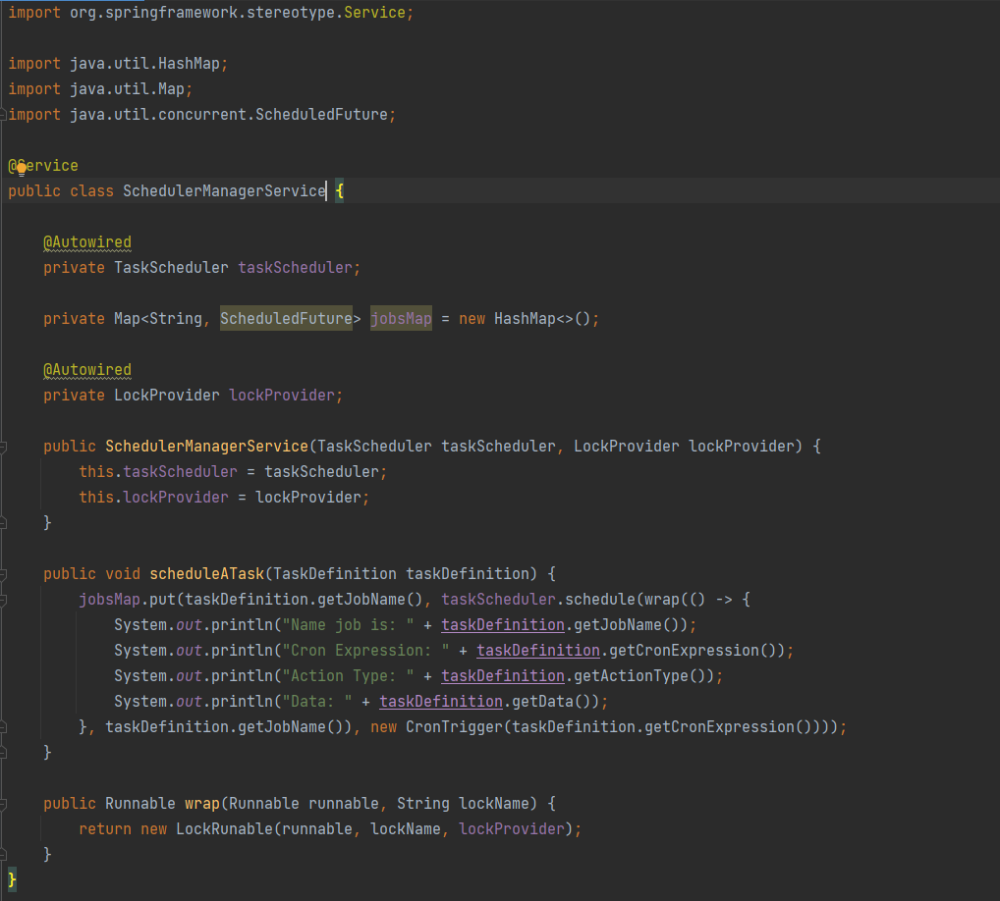 import org.springframework.stereotype.Service;
import java.util.HashMap;
import java.util.Map;
import java.util.concurrent.ScheduledFuture;
@Service
public class SchedulerManagerService {
@Autowired
private TaskScheduler taskScheduler;
private Map<String, ScheduledFuture> jobsMap = new HashMap<>();
@Autowired
private LockProvider lockProvider;
public SchedulerManagerService(TaskScheduler taskScheduler, LockProvider lockProvider) {
this.taskScheduler = taskScheduler;
this.lockProvider = lockProvider;
}
public void scheduleATask(TaskDefinition taskDefinition) {
jobsMap.put(taskDefinition.getJobName(), taskScheduler.schedule(wrap(() -> {
System.out.println("Name job is: " + taskDefinition.getJobName());
System.out.println("Cron Expression: " + taskDefinition.getCronExpression());
System.out.println("Action Type: " + taskDefinition.getActionType());
System.out.println("Data: " + taskDefinition.getData());
}, taskDefinition.getJobName()), new CronTrigger(taskDefinition.getCronExpression())));
}
public Runnable wrap(Runnable runnable, String lockName) {
return new LockRunable(runnable, lockName, lockProvider);
}
}